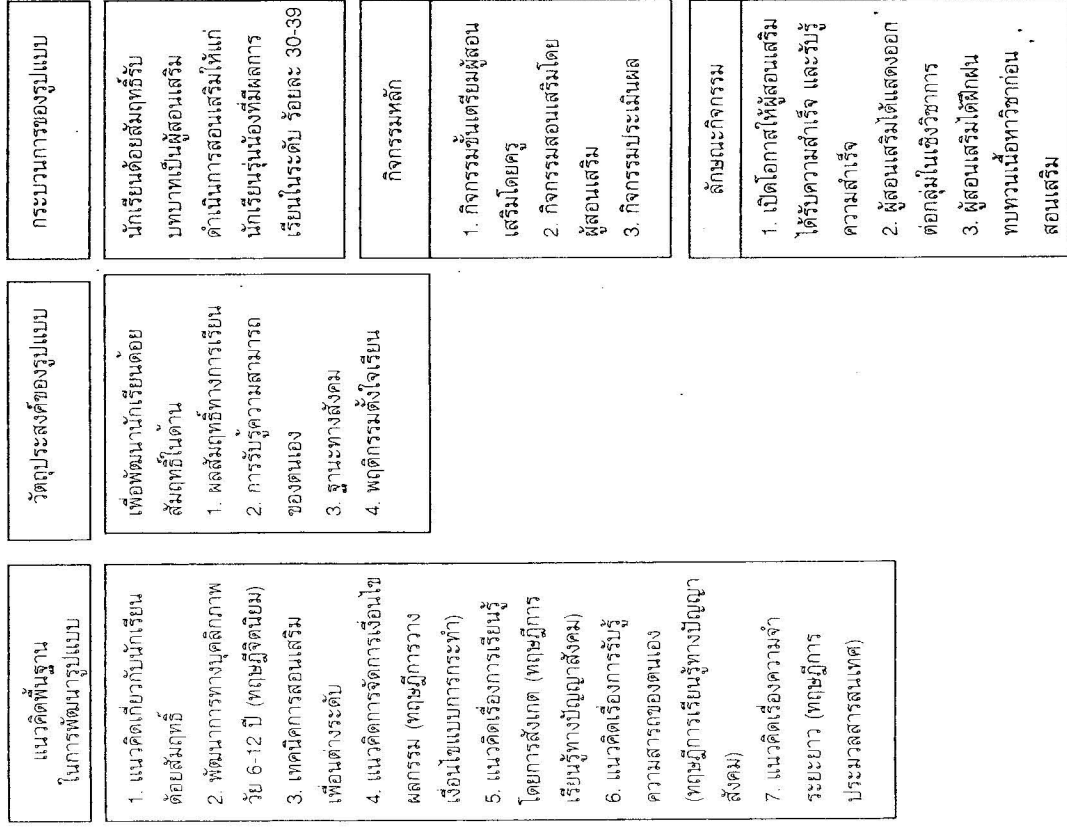 แนวคิดพื้นฐาน
ในการพัฒนารูปแบบ
1. แนวคิดเกี่ยวกับนักเรียน
ด้อยสัมฤทธิ์
2. พัฒนาการทางบุคลิกภาพ
วัย 6-12 ปี (ทฤษฎีจิตนิยม)
3. เทคนิคการสอนเสริม
เพื่อนต่างระดับ
4. แนวคิดการจัดการเงื่อนไข
ผลกรรม (ทฤษฎีการวาง
เงื่อนไขแบบการกระทำ)
5. แนวคิดเรื่องการเรียนรู้
โดยการสังเกต (ทฤษฎีการ
เรียนรู้ทางปัญญาสังคม)
6. แนวคิดเรื่องการรับรู้
ความสารถของตนเอง
(ทฤษฎีการเรียนรู้ทางปัญญา
สังคม)
7. แนวคิดเรื่องความจำ
ระยะยาว (ทฤษฎีการ
ประมวลสารสนเทศ)
วัตถุประสงค์ของรูปแบบ
เพื่อพัฒนานักเรียนด้อย
สัมฤทธิ์ในด้าน
1. ผลสัมฤทธิ์ทางการเรียน
2. การรับรู้ความสามารถ
ของตนเอง
3. ฐานะทางสังคม
4. พฤติกรรมตั้งใจเรียน
กระบวนการของรูปแบบ
นักเรียนด้อยสัมฤทธิ์รับ
บทบาทเป็นผู้สอนเสริม
ดำเนินการสอนเสริมให้แก่
นักเรียนรุ่นน้องที่มีผลการ
เรียนในระดับ ร้อยละ 30-39
กิจกรรมหลัก
1. กิจกรรมขั้นเตรียมผู้สอน
เสริมโดยครู
2. กิจกรรมสอนเสริมโดย
ผู้สอนเสริม
3. กิจกรรมประเมินผล
ลักษณะกิจกรรม
1. เปิดโอกาสให้ผู้สอนเสริม
ได้รับความสำเร็จ และรับรู้
ความสำเร็จ
2. ผู้สอนเสริมได้แสดงออก
ต่อกลุ่มในเชิงวิชาการ
3. ผู้สอนเสริมได้ฝึกฝน
ทบทวนเนื้อหาวิชาก่อน
สอนเสริม